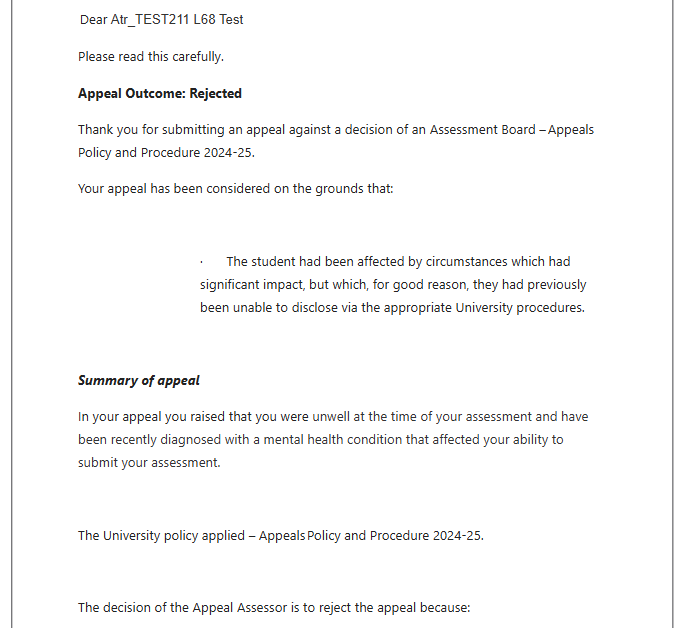 Dear Atr_TEST211 L68 Test
Please read this carefully.
Appeal Outcome: Rejected
Thank you for submitting an appeal against a decision of an Assessment Board – Appeals
Policy and Procedure 2024-25.
Your appeal has been considered on the grounds that:
· The student had been affected by circumstances which had
significant impact, but which, for good reason, they had previously
been unable to disclose via the appropriate University procedures.
Summary of appeal
In your appeal you raised that you were unwell at the time of your assessment and have
been recently diagnosed with a mental health condition that affected your ability to
submit your assessment.
The University policy applied – Appeals Policy and Procedure 2024-25.
The decision of the Appeal Assessor is to reject the appeal because: